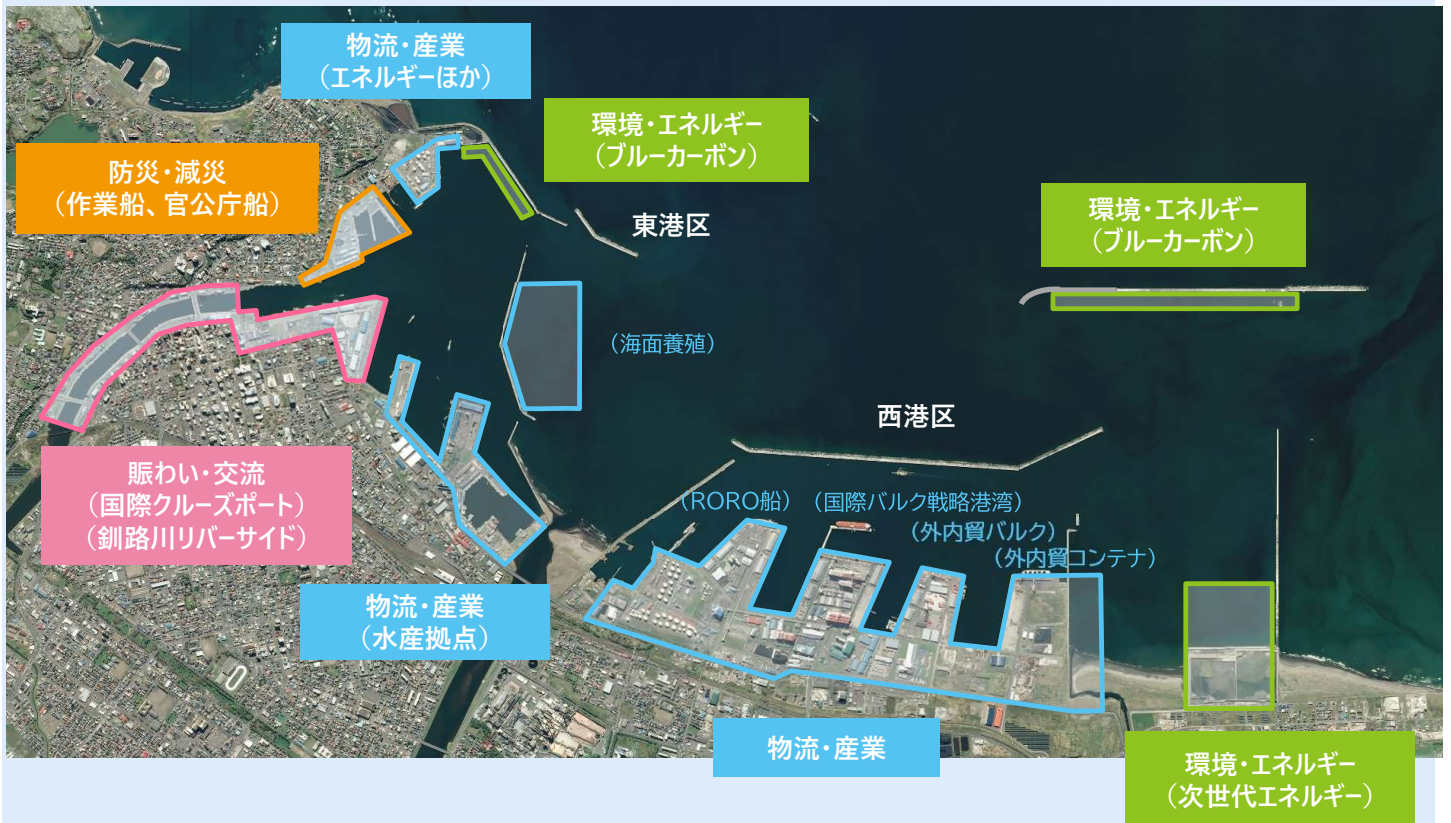 物流・産業
（エネルギーほか）
環境・エネルギー
（ブルーカーボン）
防災・減災
（作業船、官公庁船）
東港区
環境・エネルギー
（ブルーカーボン）
（海面養殖）
西港区
賑わい・交流
（国際クルーズポート）
（釧路川リバーサイド）
（RORO船）
（国際バルク戦略港湾）
（外内貿バルク）
（外内貿コンテナ）
物流・産業
（水産拠点）
物流・産業
環境・エネルギー
（次世代エネルギー）